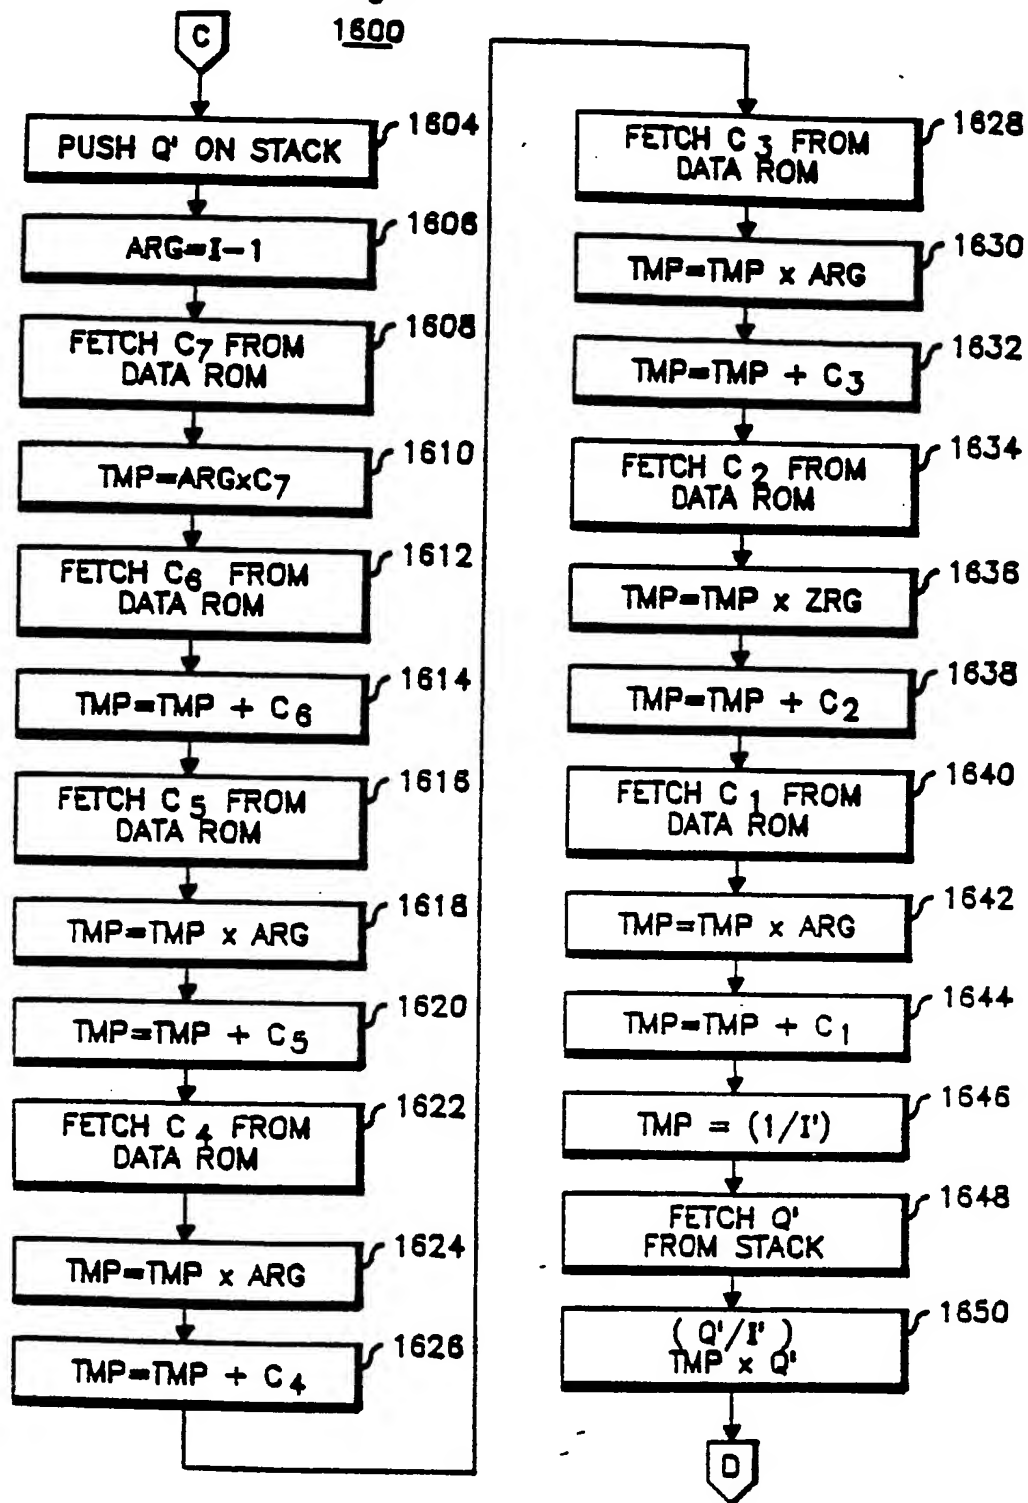 1600
C
PUSH Q' ON STACK
1604
ARG=I-1
1606
FETCH C7 FROM
DATA ROM
1608
TMP=ARGxC7
1610
FETCH C6 FROM
DATA ROM
1612
TMP=TMP + C6
1614
FETCH C5 FROM
DATA ROM
1616
TMP=TMP x ARG
1618
TMP=TMP + C5
1620
FETCH C4 FROM
DATA ROM
1622
TMP=TMP x ARG
1624
TMP=TMP + C4
1626
FETCH C3 FROM
DATA ROM
1628
TMP=TMP x ARG
1630
TMP=TMP + C3
1632
FETCH C2 FROM
DATA ROM
1634
TMP=TMP x ZRG
1636
TMP=TMP + C2
1638
FETCH C1 FROM
DATA ROM
1640
TMP=TMP x ARG
1642
TMP=TMP + C1
1644
TMP = (1/I')
1646
FETCH Q'
FROM STACK
1648
( Q'/I' )
TMP x Q'
1650
D